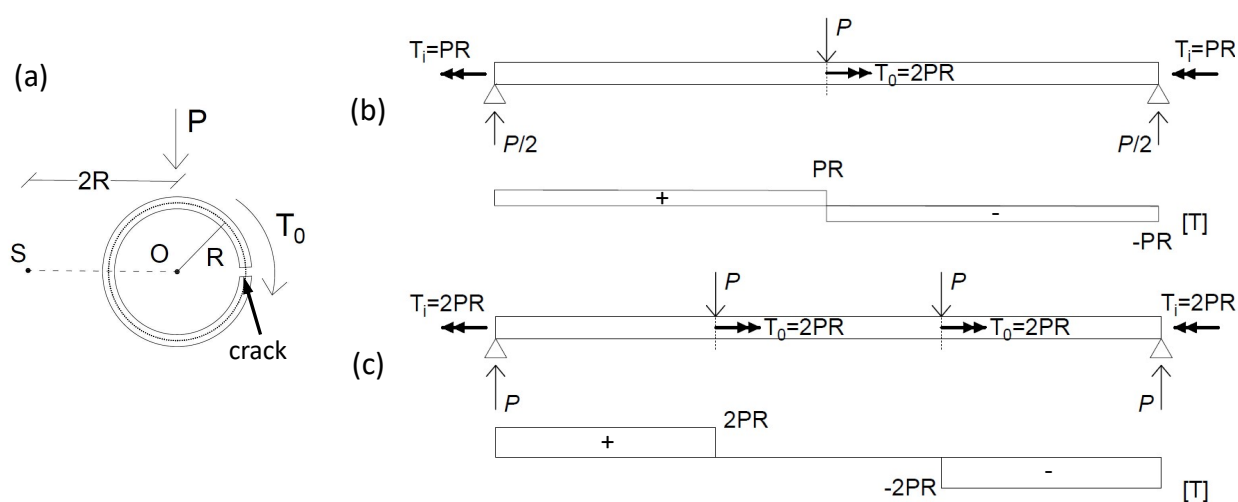 (a)
P
2R
T₀
S
O
R
crack
(b)
P
Tᵢ=PR
T₀=2PR
Tᵢ=PR
P/2
P/2
PR
+
-
-PR
[T]
(c)
P
P
Tᵢ=2PR
T₀=2PR
T₀=2PR
Tᵢ=2PR
P
P
2PR
+
-
-2PR
[T]